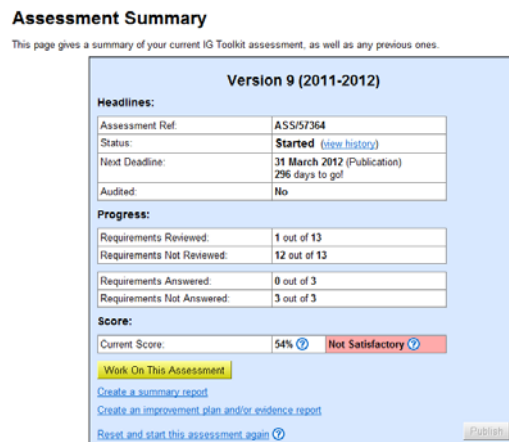 Assessment Summary
This page gives a summary of your current IG Toolkit assessment, as well as any previous ones.
Version 9 (2011-2012)
Headlines:
Assessment Ref: ASS/57364
Status: Started (view history)
Next Deadline: 31 March 2012 (Publication)
296 days to go!
Audited: No
Progress:
Requirements Reviewed: 1 out of 13
Requirements Not Reviewed: 12 out of 13
Requirements Answered: 0 out of 3
Requirements Not Answered: 3 out of 3
Score:
Current Score: 54% ? Not Satisfactory ?
Work On This Assessment
Create a summary report
Create an improvement plan and/or evidence report
Reset and start this assessment again ?
Publish